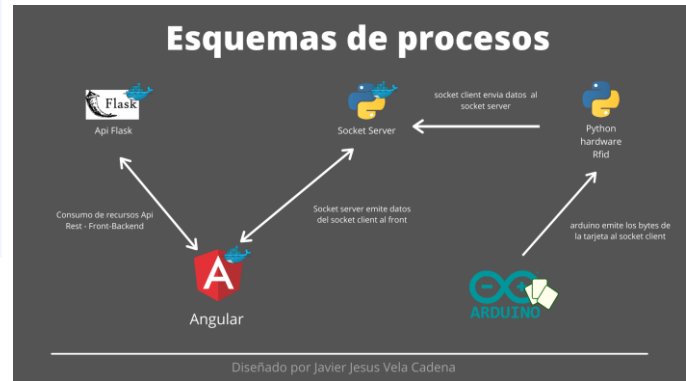 Esquemas de procesos
Flask
Api Flask
Socket Server
socket client envia datos al
socket server
Python
hardware
Rfid
Consumo de recursos Api
Rest - Front-Backend
Socket server emite datos
del socket client al front
arduino emite los bytes de
la tarjeta al socket client
A
Angular
ARDUINO
Diseñado por Javier Jesus Vela Cadena